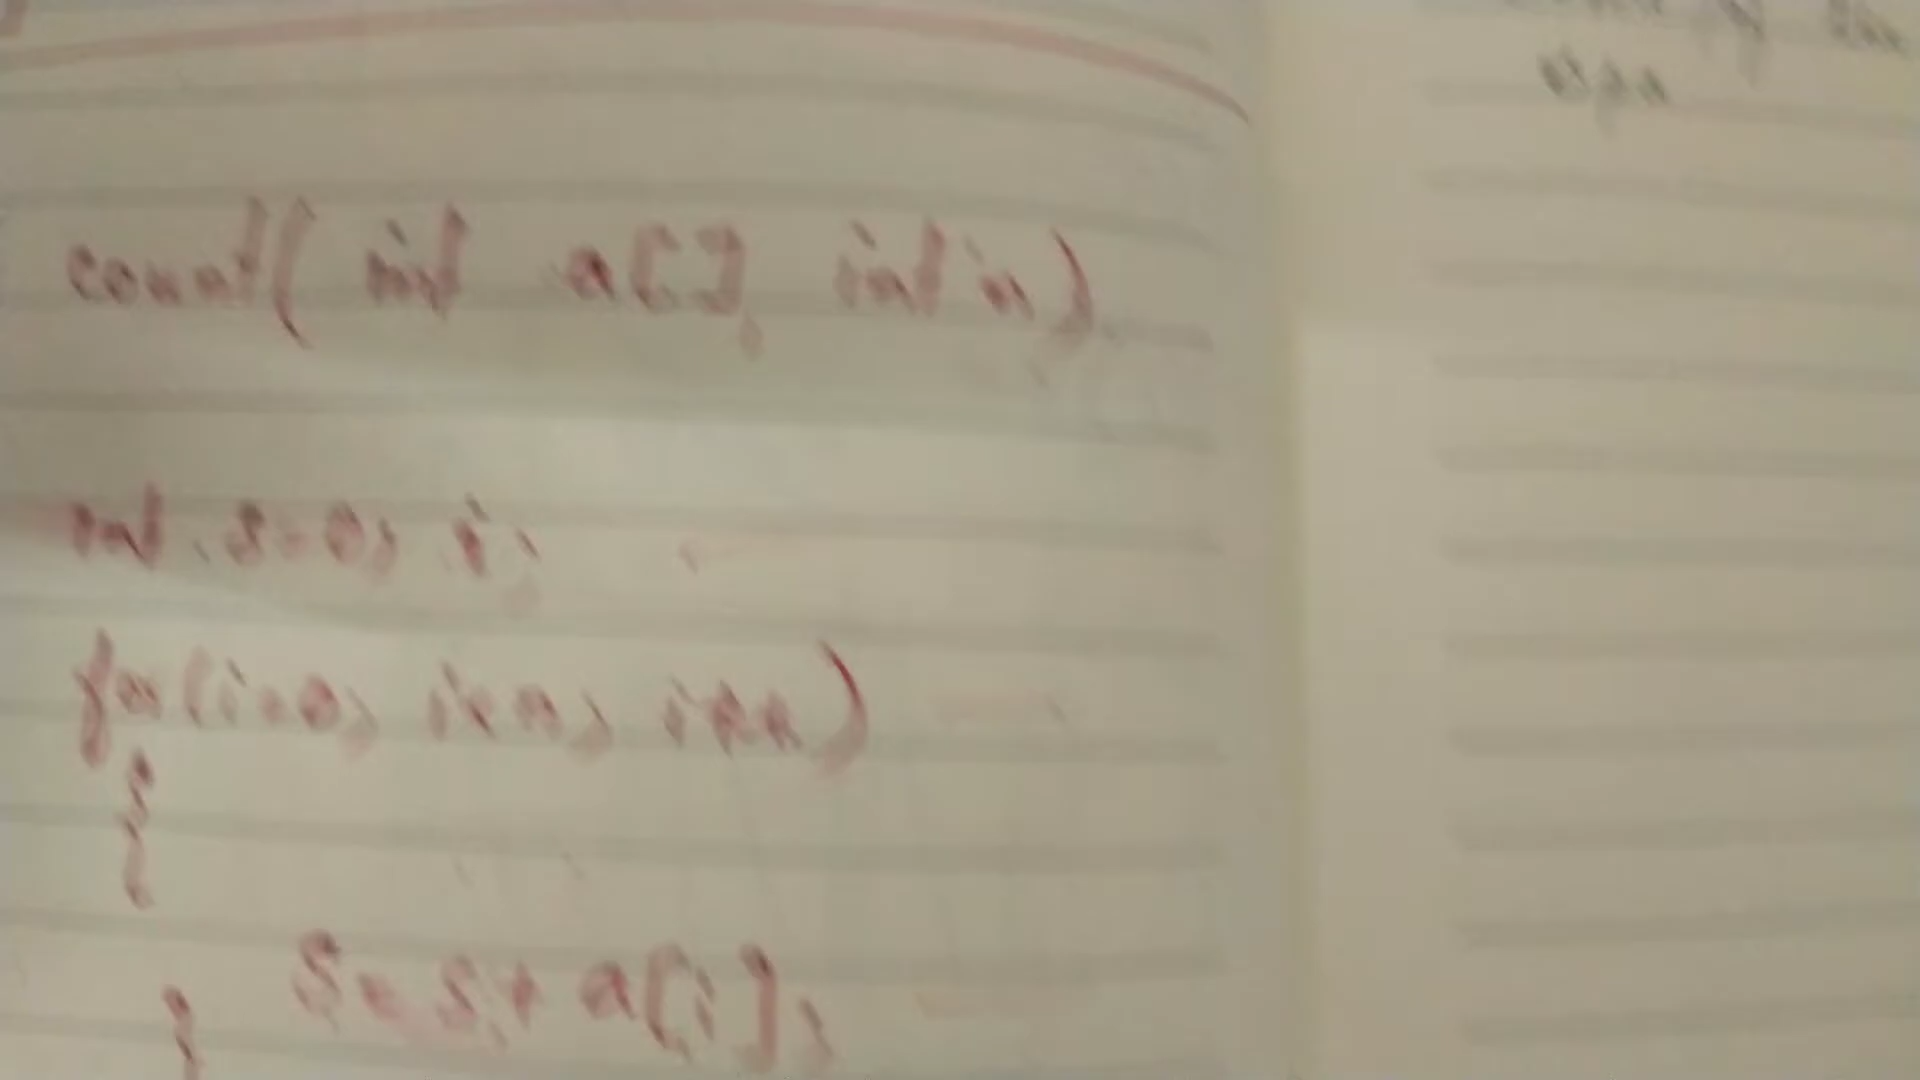 count( int a[], int n)
int s=0, i;
for(i=0; i<n; i++)
{
S = S + a[i];
}